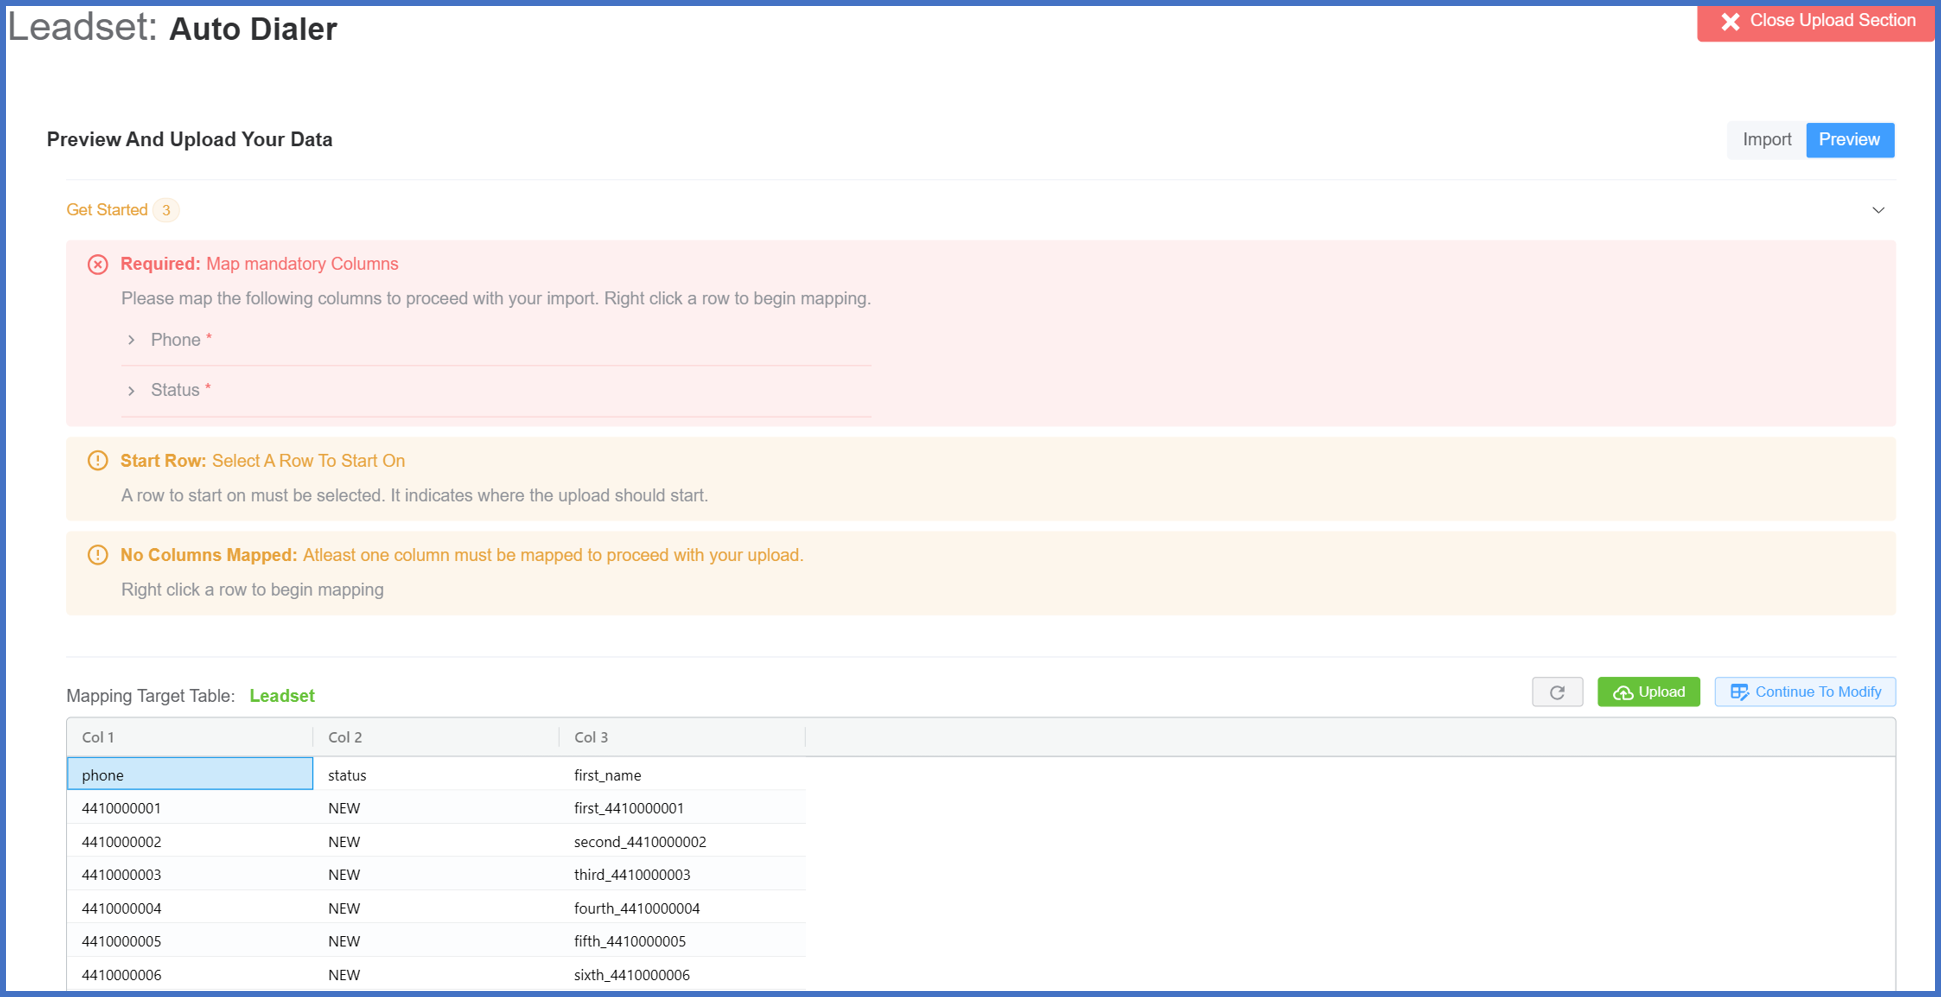 Leadset: Auto Dialer
Close Upload Section
Preview And Upload Your Data
Import Preview
Get Started 3
Required: Map mandatory Columns
Please map the following columns to proceed with your import. Right click a row to begin mapping.
Phone *
Status *
Start Row: Select A Row To Start On
A row to start on must be selected. It indicates where the upload should start.
No Columns Mapped: Atleast one column must be mapped to proceed with your upload.
Right click a row to begin mapping
Mapping Target Table: Leadset
Upload
Continue To Modify
Col 1 Col 2 Col 3
phone status first_name
4410000001 NEW first_4410000001
4410000002 NEW second_4410000002
4410000003 NEW third_4410000003
4410000004 NEW fourth_4410000004
4410000005 NEW fifth_4410000005
4410000006 NEW sixth_4410000006